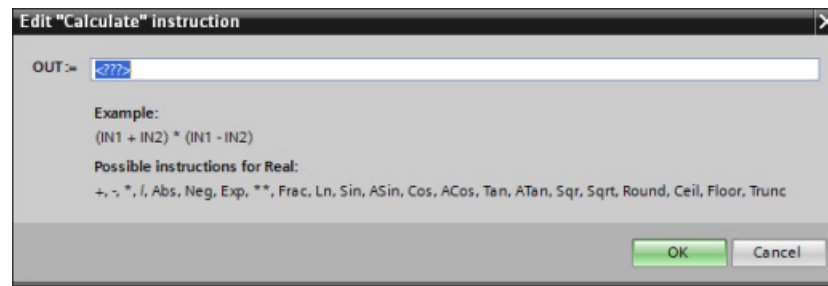 Edit "Calculate" instruction
OUT := <???>
Example:
(IN1 + IN2) * (IN1 - IN2)
Possible instructions for Real:
+, -, *, /, Abs, Neg, Exp, **, Frac, Ln, Sin, ASin, Cos, ACos, Tan, ATan, Sqr, Sqrt, Round, Ceil, Floor, Trunc
OK Cancel